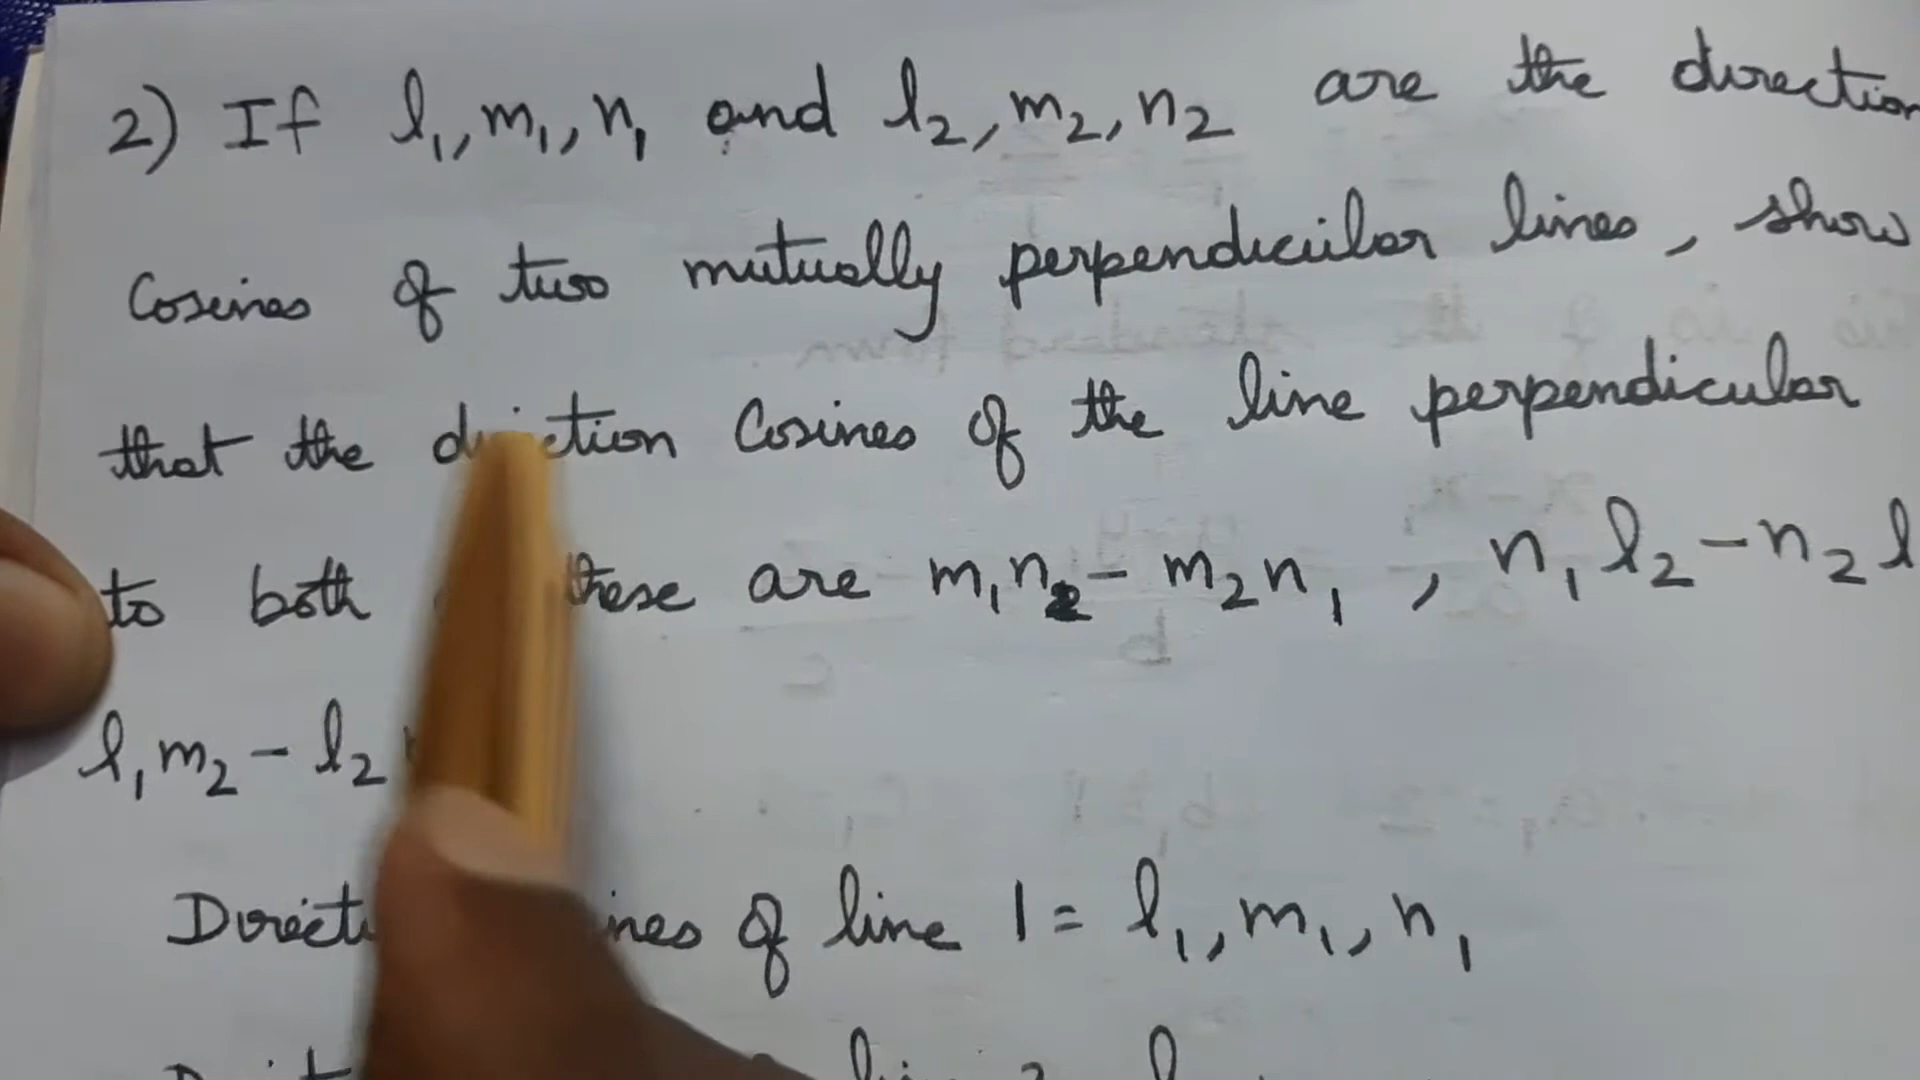 2) If l₁, m₁, n₁ and l₂, m₂, n₂ are the direction
Cosines of two mutually perpendicular lines, show
that the direction Cosines of the line perpendicular
to both these are m₁n₂ - m₂n₁, n₁l₂ - n₂l
l₁m₂ - l₂
of line 1 = l₁, m₁, n₁